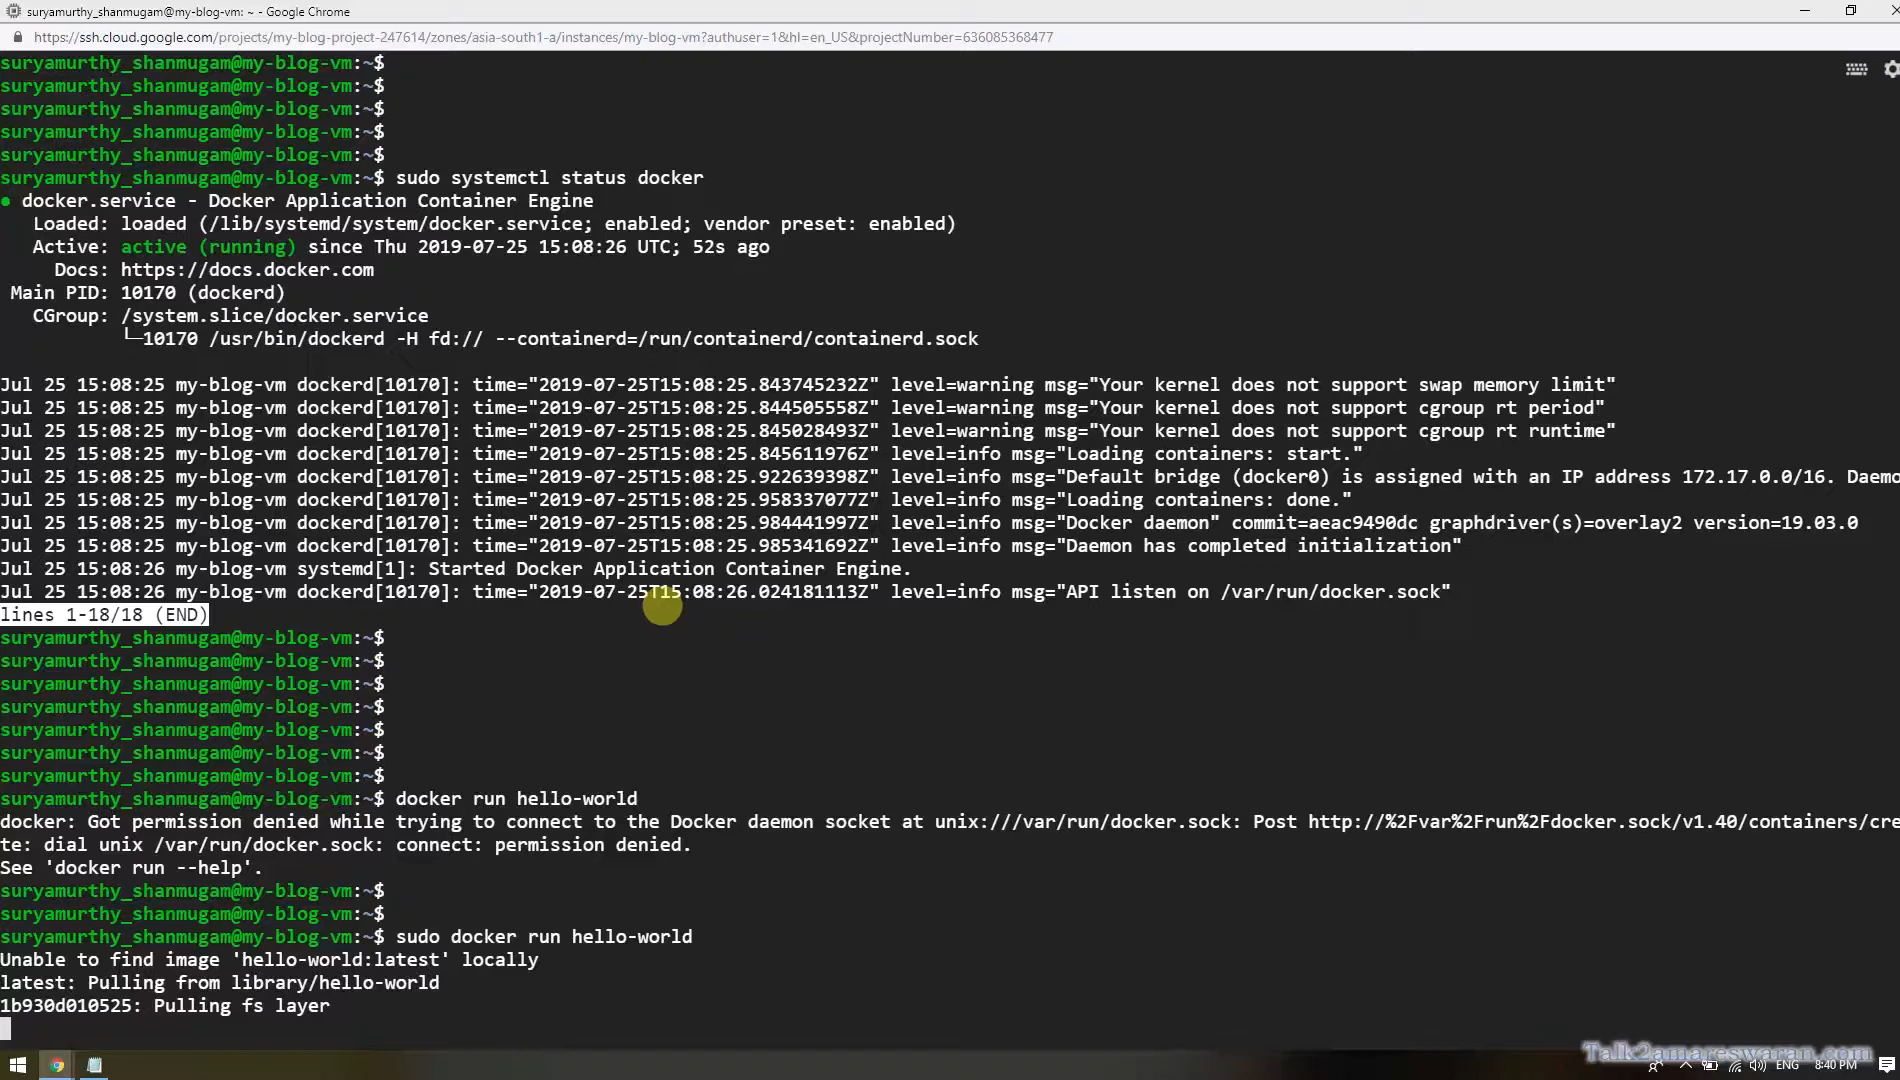 suryamurthy_shanmugam@my-blog-vm: ~ - Google Chrome
https://ssh.cloud.google.com/projects/my-blog-project-247614/zones/asia-south1-a/instances/my-blog-vm?authuser=1&hl=en_US&projectNumber=636085368477
suryamurthy_shanmugam@my-blog-vm:~$
suryamurthy_shanmugam@my-blog-vm:~$
suryamurthy_shanmugam@my-blog-vm:~$
suryamurthy_shanmugam@my-blog-vm:~$
suryamurthy_shanmugam@my-blog-vm:~$
suryamurthy_shanmugam@my-blog-vm:~$ sudo systemctl status docker
● docker.service - Docker Application Container Engine
Loaded: loaded (/lib/systemd/system/docker.service; enabled; vendor preset: enabled)
Active: active (running) since Thu 2019-07-25 15:08:26 UTC; 52s ago
Docs: https://docs.docker.com
Main PID: 10170 (dockerd)
CGroup: /system.slice/docker.service
└─10170 /usr/bin/dockerd -H fd:// --containerd=/run/containerd/containerd.sock
Jul 25 15:08:25 my-blog-vm dockerd[10170]: time="2019-07-25T15:08:25.843745232Z" level=warning msg="Your kernel does not support swap memory limit"
Jul 25 15:08:25 my-blog-vm dockerd[10170]: time="2019-07-25T15:08:25.844505558Z" level=warning msg="Your kernel does not support cgroup rt period"
Jul 25 15:08:25 my-blog-vm dockerd[10170]: time="2019-07-25T15:08:25.845028493Z" level=warning msg="Your kernel does not support cgroup rt runtime"
Jul 25 15:08:25 my-blog-vm dockerd[10170]: time="2019-07-25T15:08:25.845611976Z" level=info msg="Loading containers: start."
Jul 25 15:08:25 my-blog-vm dockerd[10170]: time="2019-07-25T15:08:25.922639398Z" level=info msg="Default bridge (docker0) is assigned with an IP address 172.17.0.0/16. Daemo
Jul 25 15:08:25 my-blog-vm dockerd[10170]: time="2019-07-25T15:08:25.958337077Z" level=info msg="Loading containers: done."
Jul 25 15:08:25 my-blog-vm dockerd[10170]: time="2019-07-25T15:08:25.984441997Z" level=info msg="Docker daemon" commit=aeac9490dc graphdriver(s)=overlay2 version=19.03.0
Jul 25 15:08:25 my-blog-vm dockerd[10170]: time="2019-07-25T15:08:25.985341692Z" level=info msg="Daemon has completed initialization"
Jul 25 15:08:26 my-blog-vm systemd[1]: Started Docker Application Container Engine.
Jul 25 15:08:26 my-blog-vm dockerd[10170]: time="2019-07-25T15:08:26.024181113Z" level=info msg="API listen on /var/run/docker.sock"
lines 1-18/18 (END)
suryamurthy_shanmugam@my-blog-vm:~$
suryamurthy_shanmugam@my-blog-vm:~$
suryamurthy_shanmugam@my-blog-vm:~$
suryamurthy_shanmugam@my-blog-vm:~$
suryamurthy_shanmugam@my-blog-vm:~$
suryamurthy_shanmugam@my-blog-vm:~$
suryamurthy_shanmugam@my-blog-vm:~$
suryamurthy_shanmugam@my-blog-vm:~$ docker run hello-world
docker: Got permission denied while trying to connect to the Docker daemon socket at unix:///var/run/docker.sock: Post http://%2Fvar%2Frun%2Fdocker.sock/v1.40/containers/cre
te: dial unix /var/run/docker.sock: connect: permission denied.
See 'docker run --help'.
suryamurthy_shanmugam@my-blog-vm:~$
suryamurthy_shanmugam@my-blog-vm:~$
suryamurthy_shanmugam@my-blog-vm:~$ sudo docker run hello-world
Unable to find image 'hello-world:latest' locally
latest: Pulling from library/hello-world
1b930d010525: Pulling fs layer
Talk2amareswaran.com
ENG 8:40 PM